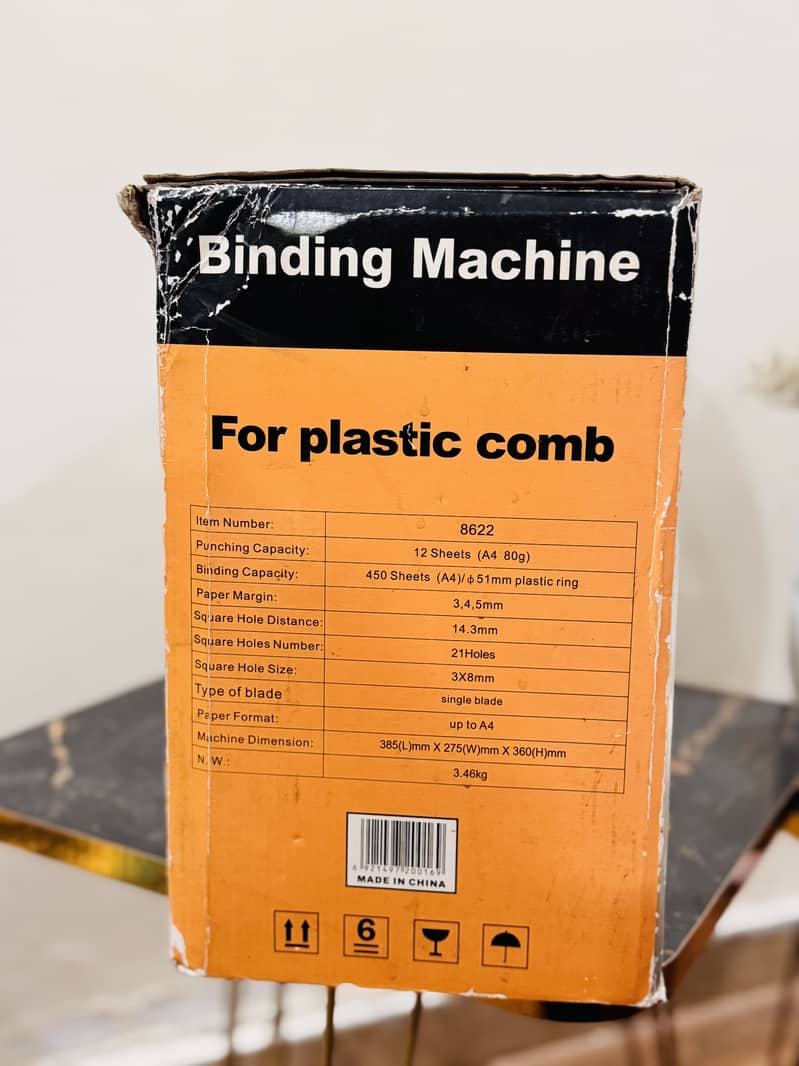 Binding Machine
For plastic comb
Item Number: 8622
Punching Capacity: 12 Sheets (A4 80g)
Binding Capacity: 450 Sheets (A4)/ϕ51mm plastic ring
Paper Margin: 3,4,5mm
Square Hole Distance: 14.3mm
Square Holes Number: 21Holes
Square Hole Size: 3X8mm
Type of blade single blade
Paper Format: up to A4
Machine Dimension: 385(L)mm X 275(W)mm X 360(H)mm
N.W.: 3.46kg
6 921497 200169
MADE IN CHINA
6